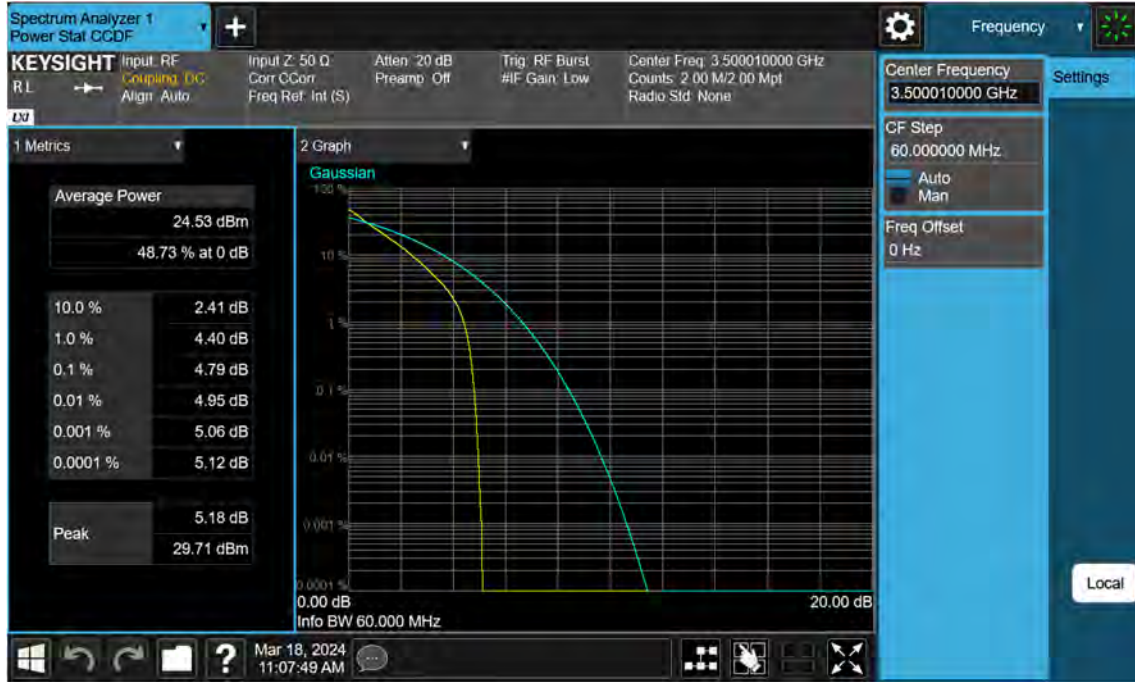 Spectrum Analyzer 1
Power Stat CCDF
Frequency
KEYSIGHT
RL
LXI
Input: RF
Coupling: DC
Align: Auto
Input Z: 50 Ω
Corr CCorr
Freq Ref: Int (S)
Atten: 20 dB
Preamp: Off
Trig: RF Burst
#IF Gain: Low
Center Freq: 3.500010000 GHz
Counts: 2.00 M/2.00 Mpt
Radio Std: None
Center Frequency
3.500010000 GHz
Settings
CF Step
60.000000 MHz
Auto
Man
Freq Offset
0 Hz
Local
1 Metrics
Average Power
24.53 dBm
48.73 % at 0 dB
10.0 % 2.41 dB
1.0 % 4.40 dB
0.1 % 4.79 dB
0.01 % 4.95 dB
0.001 % 5.06 dB
0.0001 % 5.12 dB
Peak
5.18 dB
29.71 dBm
2 Graph
Gaussian
100 %
10 %
1 %
0.1 %
0.01 %
0.001 %
0.0001 %
0.00 dB 20.00 dB
Info BW 60.000 MHz
Mar 18, 2024
11:07:49 AM